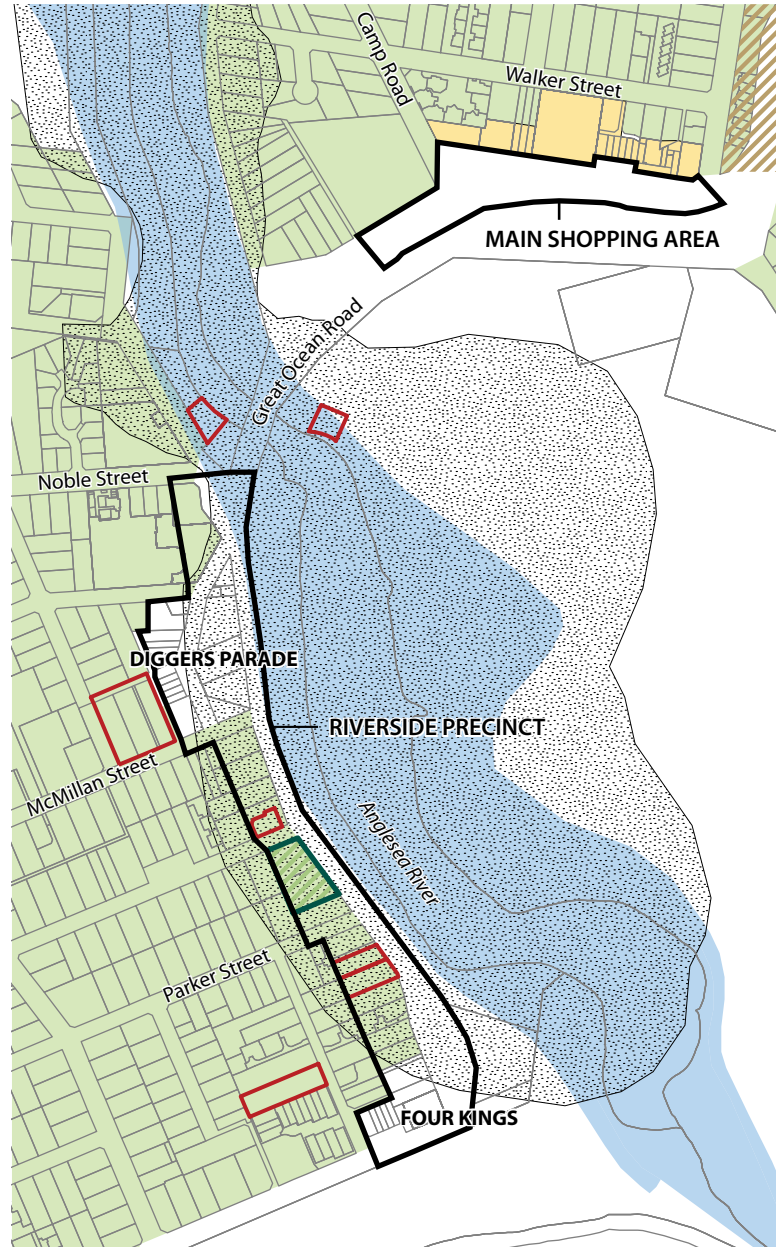 Camp Road
Walker Street
MAIN SHOPPING AREA
Great Ocean Road
Noble Street
DIGGERS PARADE
RIVERSIDE PRECINCT
McMillan Street
Anglesea River
Parker Street
FOUR KINGS